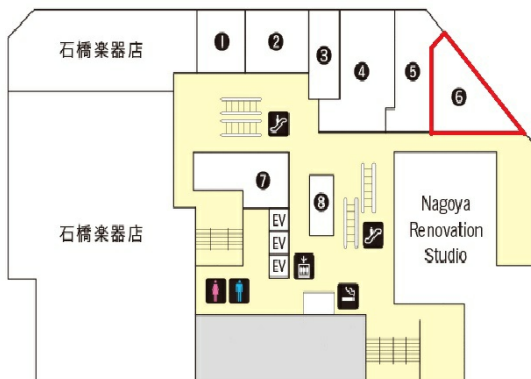 石橋楽器店
❶
❷
❸
❹
❺
❻
石橋楽器店
❼
❽
EV
EV
EV
Nagoya
Renovation
Studio